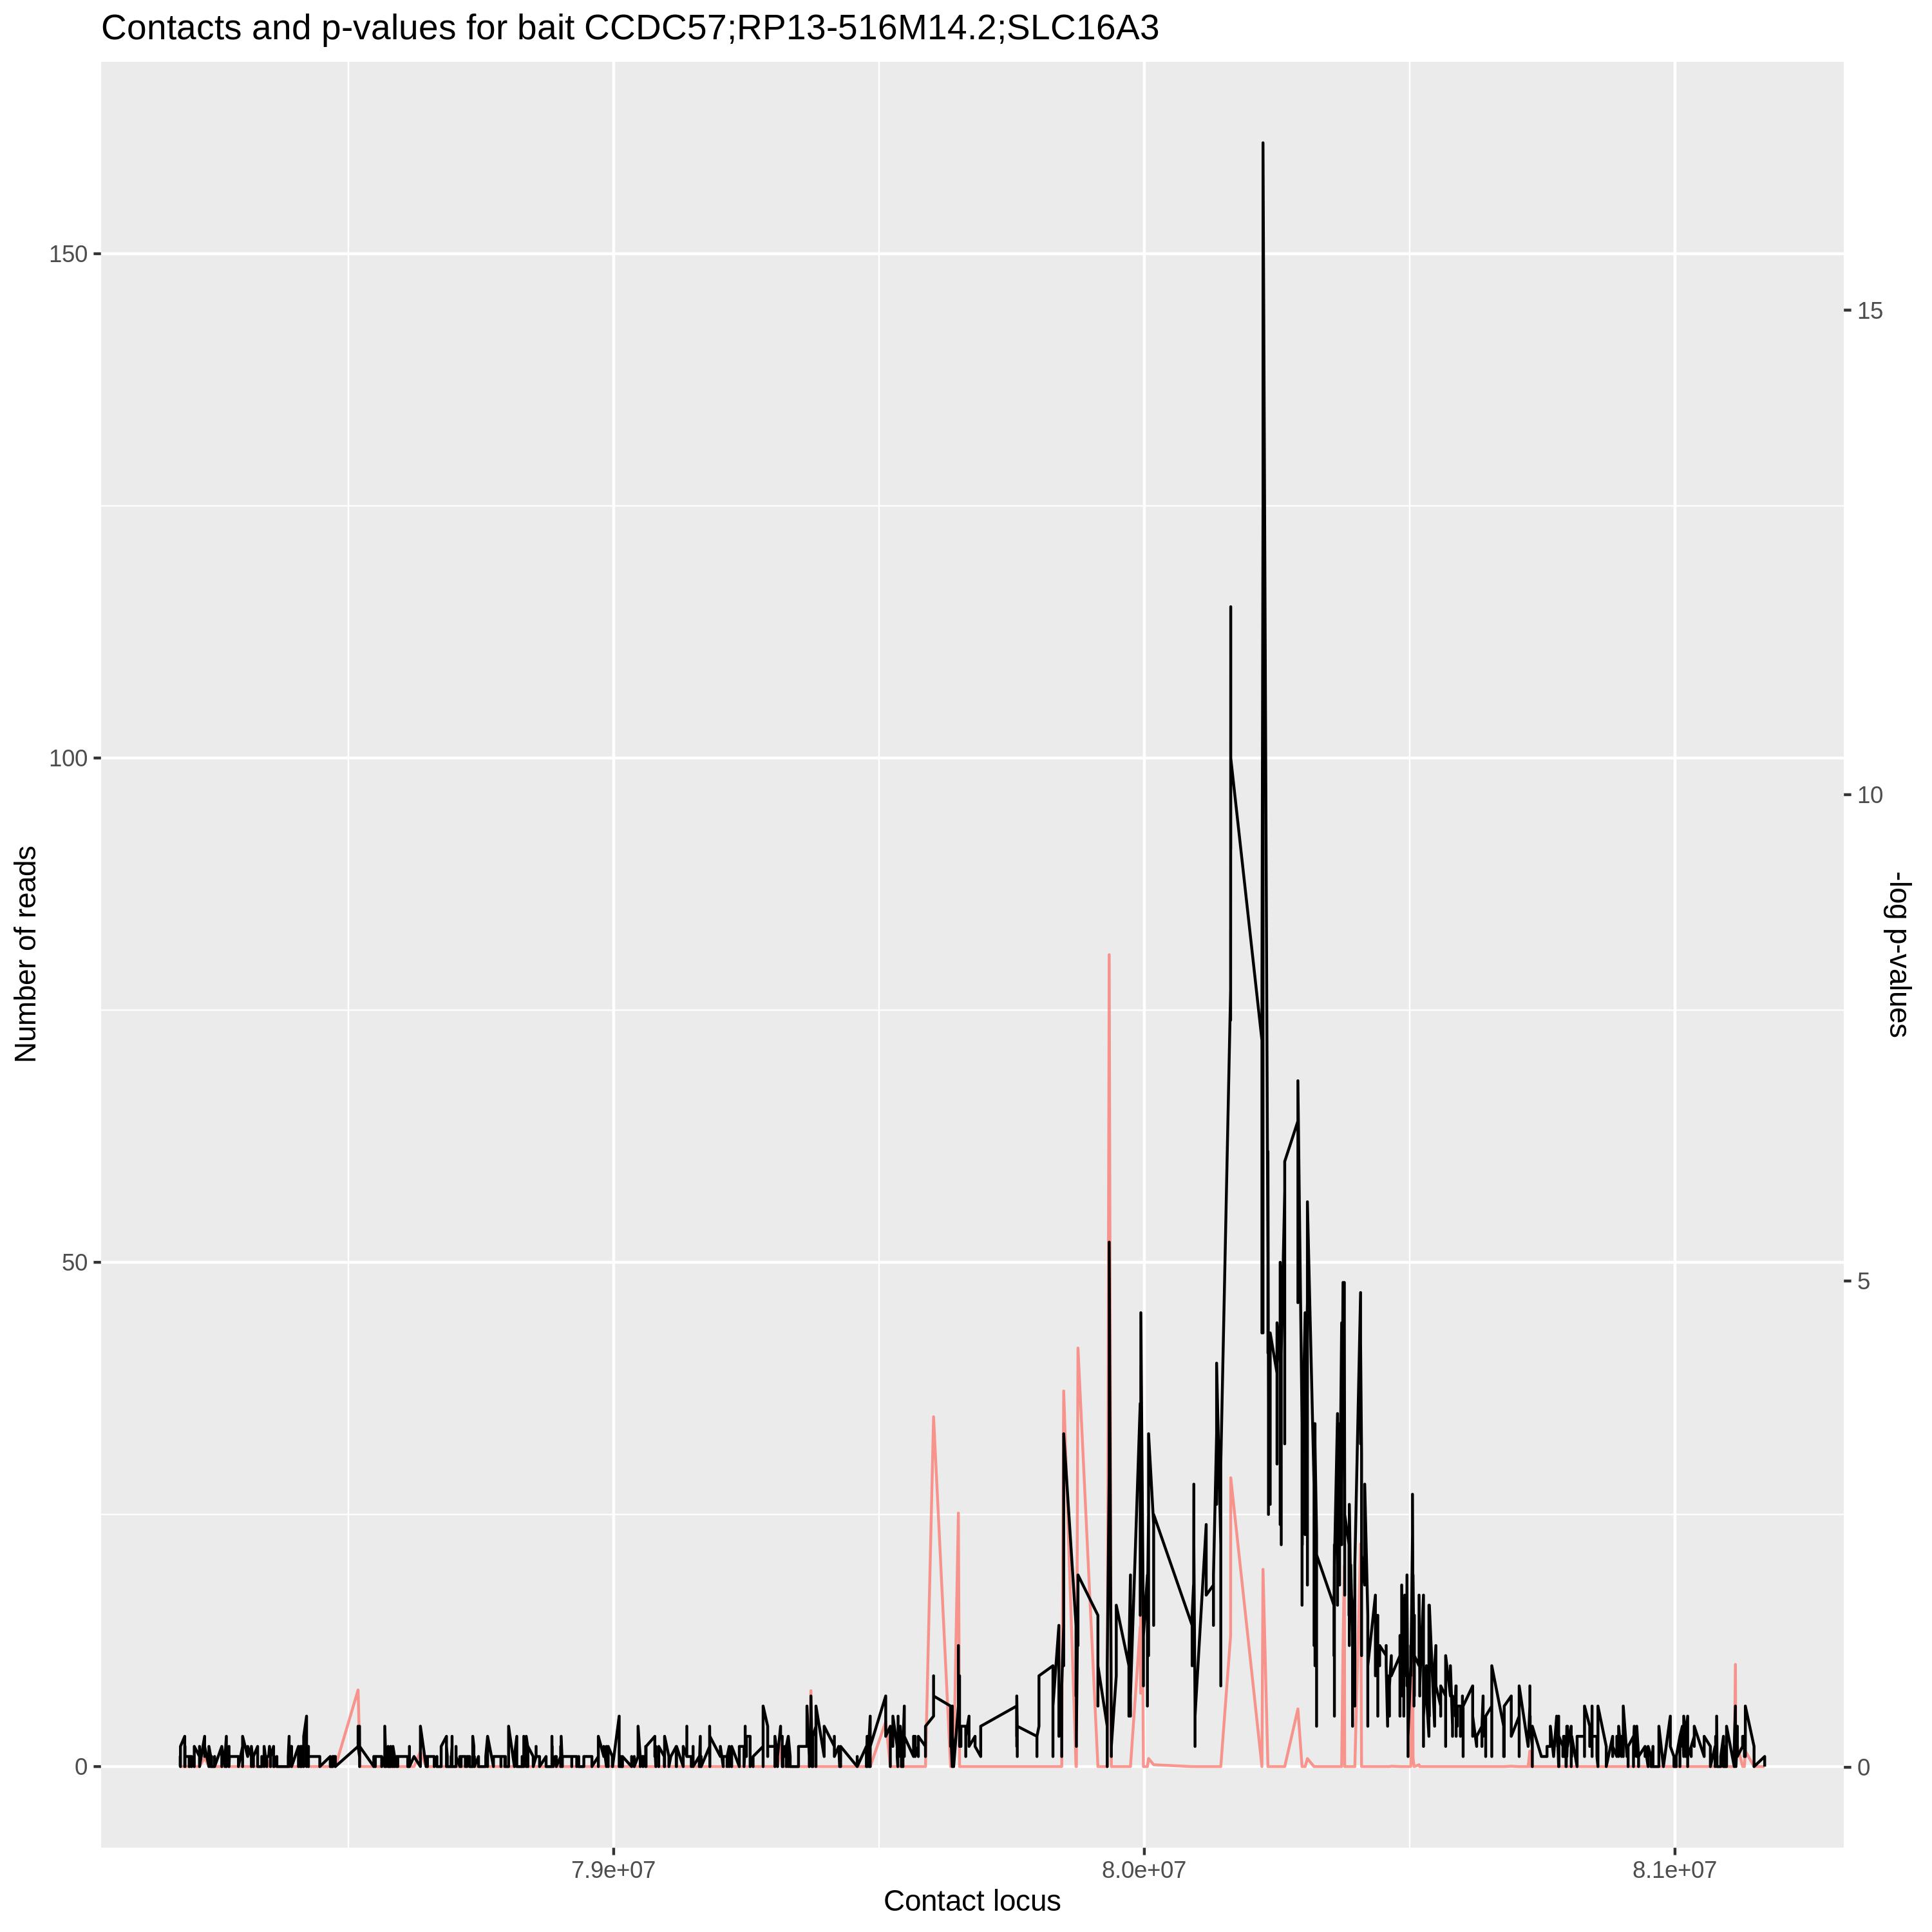 Contacts and p-values for bait CCDC57;RP13-516M14.2;SLC16A3
150
100
50
0
Number of reads
15
10
5
0
-log p-values
7.9e+07 8.0e+07 8.1e+07
Contact locus